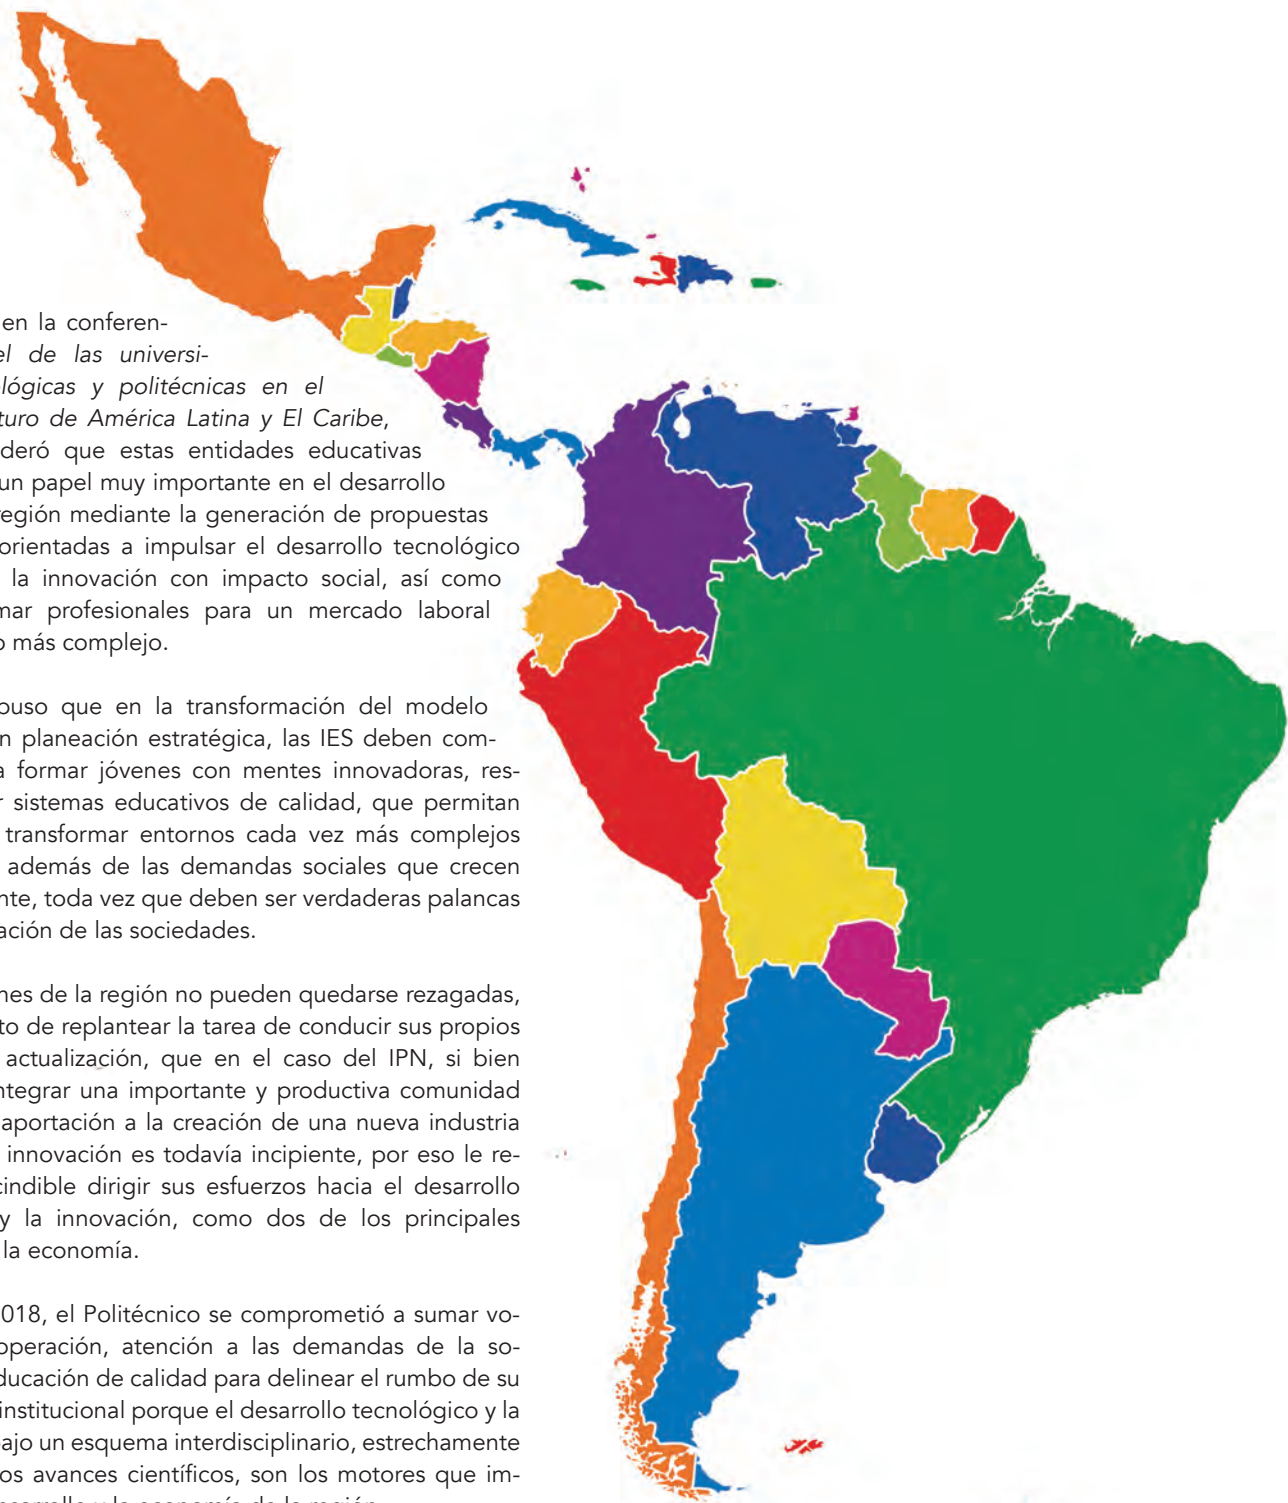 en la conferen-
el de las universi-
ológicas y politécnicas en el
turo de América Latina y El Caribe,
deró que estas entidades educativas
un papel muy importante en el desarrollo
región mediante la generación de propuestas
orientadas a impulsar el desarrollo tecnológico
la innovación con impacto social, así como
mar profesionales para un mercado laboral
o más complejo.
puso que en la transformación del modelo
n planeación estratégica, las IES deben com-
a formar jóvenes con mentes innovadoras, res-
r sistemas educativos de calidad, que permitan
transformar entornos cada vez más complejos
además de las demandas sociales que crecen
nte, toda vez que deben ser verdaderas palancas
ación de las sociedades.
nes de la región no pueden quedarse rezagadas,
to de replantear la tarea de conducir sus propios
actualización, que en el caso del IPN, si bien
ntegrar una importante y productiva comunidad
aportación a la creación de una nueva industria
innovación es todavía incipiente, por eso le re-
cindible dirigir sus esfuerzos hacia el desarrollo
y la innovación, como dos de los principales
la economía.
018, el Politécnico se comprometió a sumar vo-
operación, atención a las demandas de la so-
ducación de calidad para delinear el rumbo de su
institucional porque el desarrollo tecnológico y la
bajo un esquema interdisciplinario, estrechamente
os avances científicos, son los motores que im-
esarrollo y la economía de la región